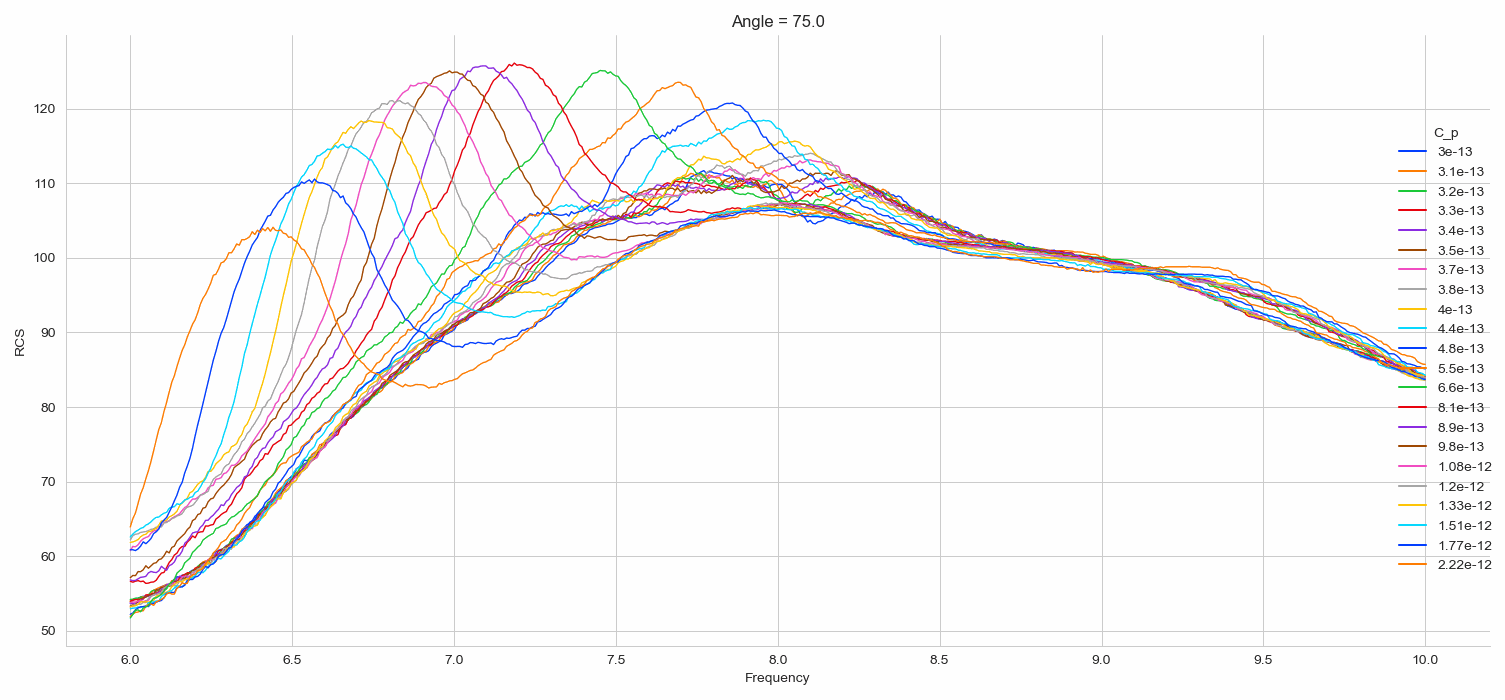 Angle = 75.0
RCS
120
110
100
90
80
70
60
50
6.0
6.5
7.0
7.5
8.0
8.5
9.0
9.5
10.0
Frequency
C_p
3e-13
3.1e-13
3.2e-13
3.3e-13
3.4e-13
3.5e-13
3.7e-13
3.8e-13
4e-13
4.4e-13
4.8e-13
5.5e-13
6.6e-13
8.1e-13
8.9e-13
9.8e-13
1.08e-12
1.2e-12
1.33e-12
1.51e-12
1.77e-12
2.22e-12